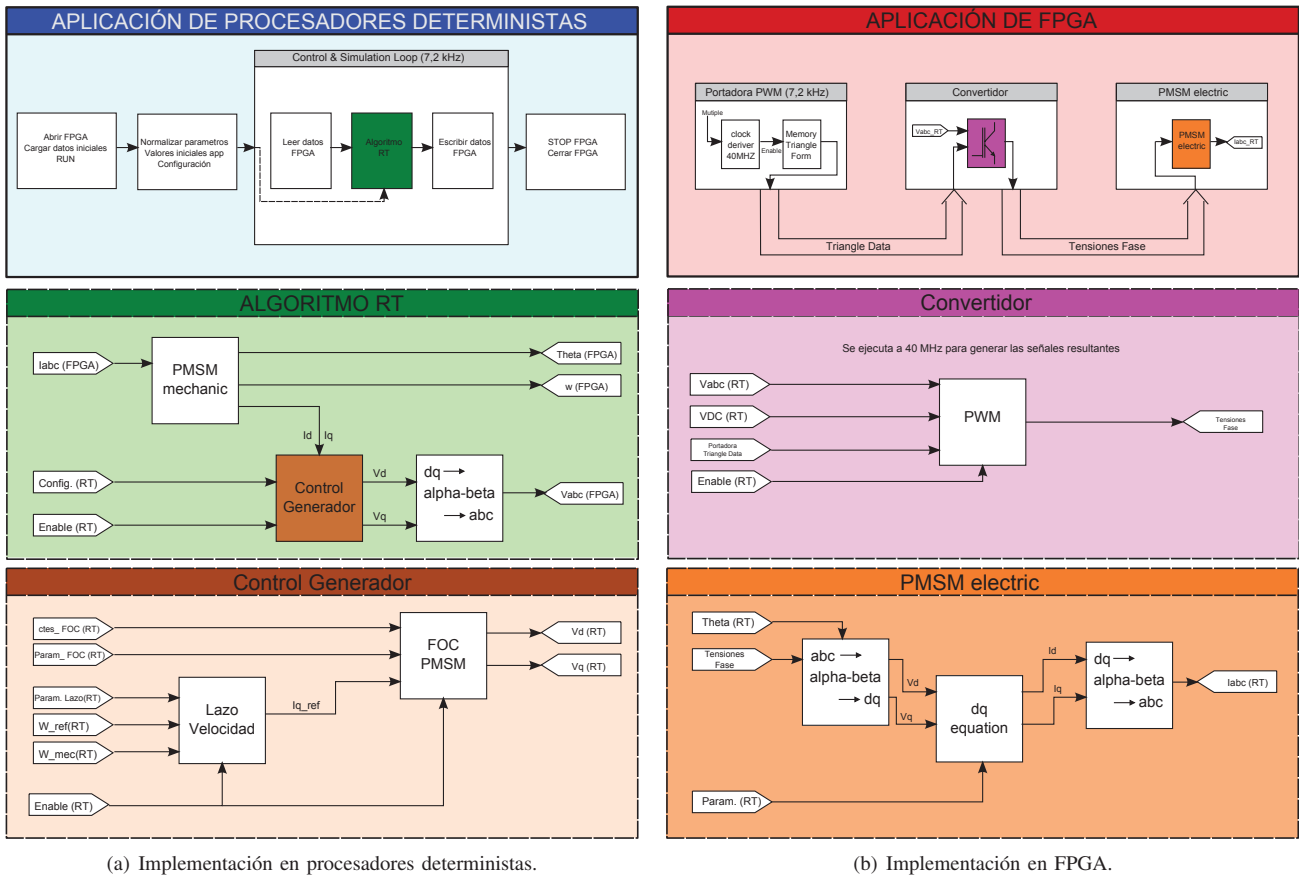 APLICACIÓN DE PROCESADORES DETERMINISTAS
Control & Simulation Loop (7,2 kHz)
Abrir FPGA
Cargar datos iniciales
RUN
Normalizar parametros
Valores iniciales app
Configuración
Leer datos
FPGA
Algoritmo
RT
Escribir datos
FPGA
STOP FPGA
Cerrar FPGA
ALGORITMO RT
Iabc (FPGA)
PMSM
mechanic
Theta (FPGA)
w (FPGA)
Id
Iq
Config. (RT)
Enable (RT)
Control
Generador
Vd
Vq
dq
alpha-beta
abc
Vabc (FPGA)
Control Generador
ctes_ FOC (RT)
Param_ FOC (RT)
Param. Lazo(RT)
W_ref(RT)
W_mec(RT)
Enable (RT)
Lazo
Velocidad
Iq_ref
FOC
PMSM
Vd (RT)
Vq (RT)
(a) Implementación en procesadores deterministas.
APLICACIÓN DE FPGA
Portadora PWM (7,2 kHz)
Mutiple
clock
deriver
40MHZ
Enable
Memory
Triangle
Form
Convertidor
Vabc_RT
PMSM electric
PMSM
electric
Iabc_RT
Triangle Data
Tensiones Fase
Convertidor
Se ejecuta a 40 MHz para generar las señales resultantes
Vabc (RT)
VDC (RT)
Portadora
Triangle Data
Enable (RT)
PWM
Tensiones
Fase
PMSM electric
Theta (RT)
Tensiones
Fase
abc
alpha-beta
dq
Vd
Vq
dq
equation
Id
Iq
dq
alpha-beta
abc
Iabc (RT)
Param. (RT)
(b) Implementación en FPGA.